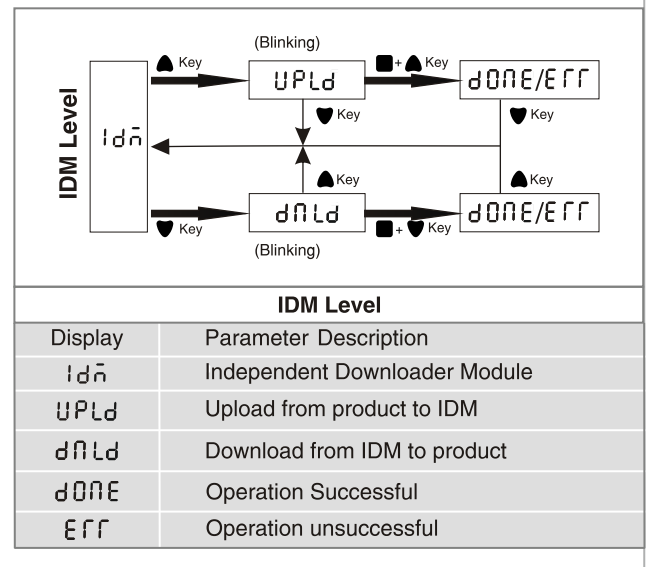 (Blinking)
Key
UPLd
+ Key
dONE/Err
IDM Level
Idm
Key
Key
Key
Key
Key
dNLd
+ Key
dONE/Err
(Blinking)
IDM Level
Display Parameter Description
Idm Independent Downloader Module
UPLd Upload from product to IDM
dNLd Download from IDM to product
dONE Operation Successful
Err Operation unsuccessful